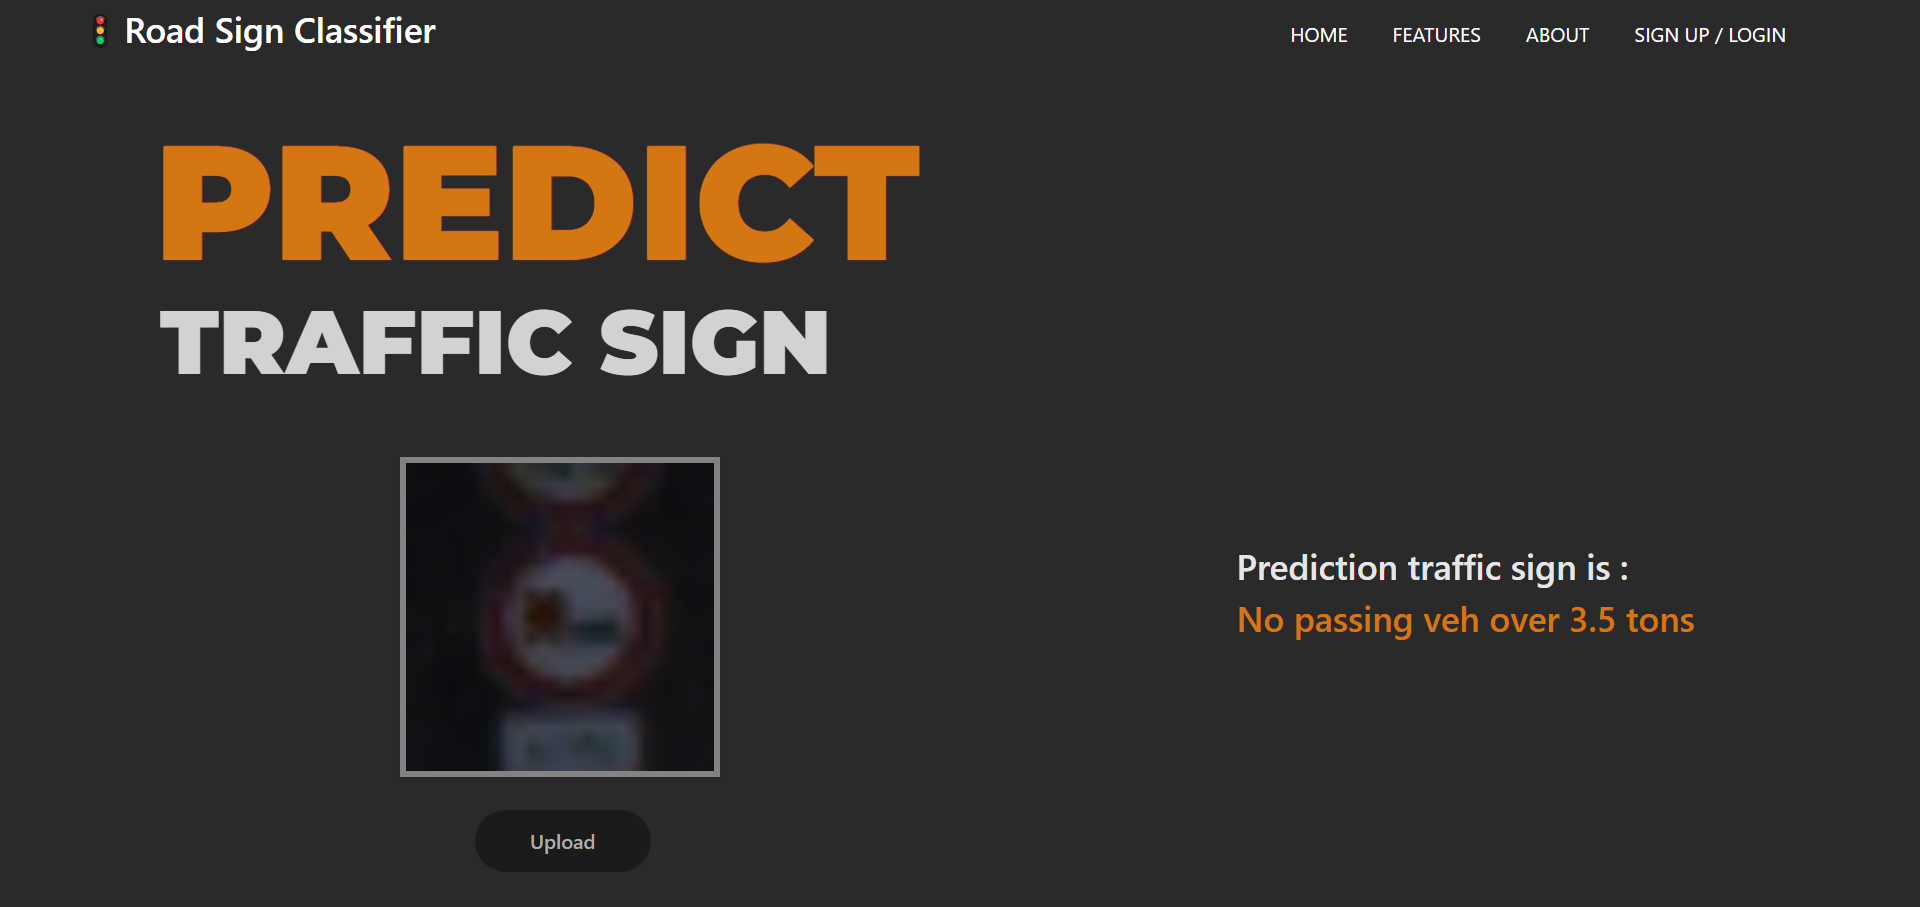 Road Sign Classifier
HOME FEATURES ABOUT SIGN UP / LOGIN
PREDICT
TRAFFIC SIGN
Prediction traffic sign is :
No passing veh over 3.5 tons
Upload